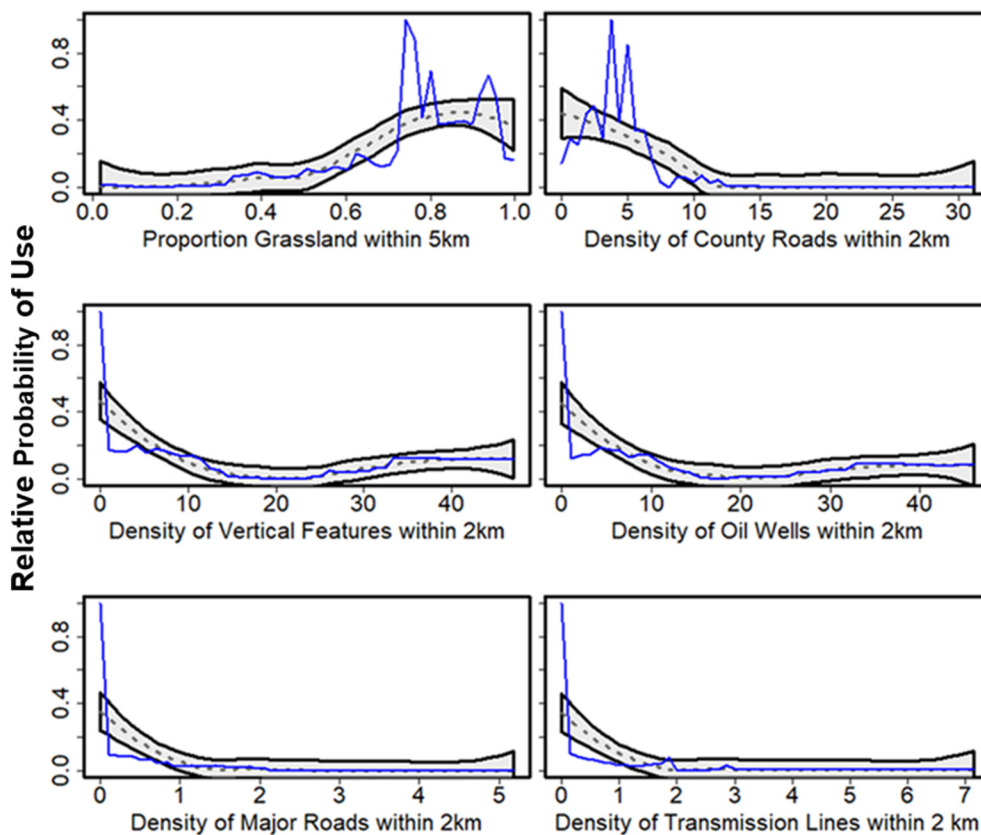 Relative Probability of Use
0.0 0.4 0.8
0.0 0.2 0.4 0.6 0.8 1.0
Proportion Grassland within 5km
0 5 10 15 20 25 30
Density of County Roads within 2km
0.0 0.4 0.8
0 10 20 30 40
Density of Vertical Features within 2km
0 10 20 30 40
Density of Oil Wells within 2km
0.0 0.4 0.8
0 1 2 3 4 5
Density of Major Roads within 2km
0 1 2 3 4 5 6 7
Density of Transmission Lines within 2 km